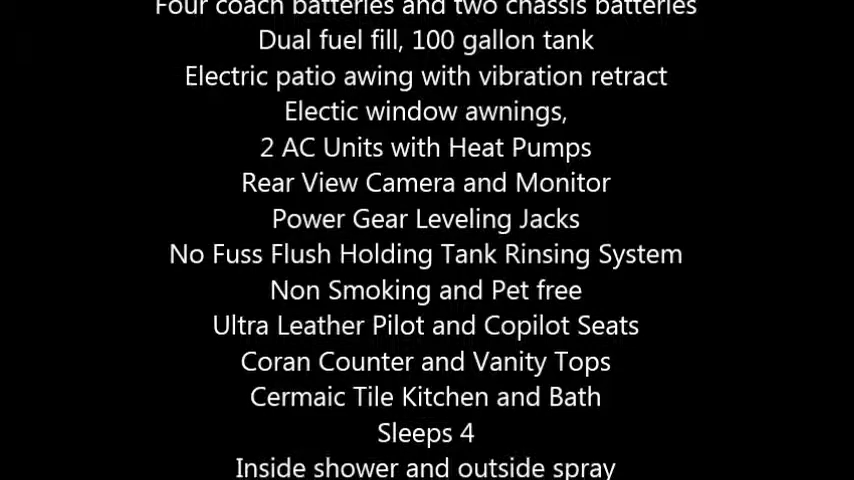 Four coach batteries and two chassis batteries
Dual fuel fill, 100 gallon tank
Electric patio awing with vibration retract
Electic window awnings,
2 AC Units with Heat Pumps
Rear View Camera and Monitor
Power Gear Leveling Jacks
No Fuss Flush Holding Tank Rinsing System
Non Smoking and Pet free
Ultra Leather Pilot and Copilot Seats
Coran Counter and Vanity Tops
Cermaic Tile Kitchen and Bath
Sleeps 4
Inside shower and outside spray